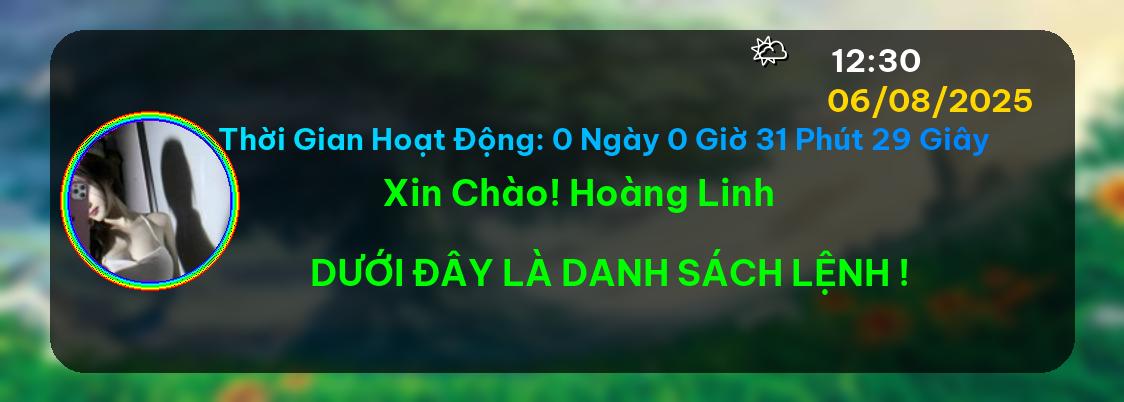 12:30
06/08/2025
Thời Gian Hoạt Động: 0 Ngày 0 Giờ 31 Phút 29 Giây
Xin Chào! Hoàng Linh
DƯỚI ĐÂY LÀ DANH SÁCH LỆNH !